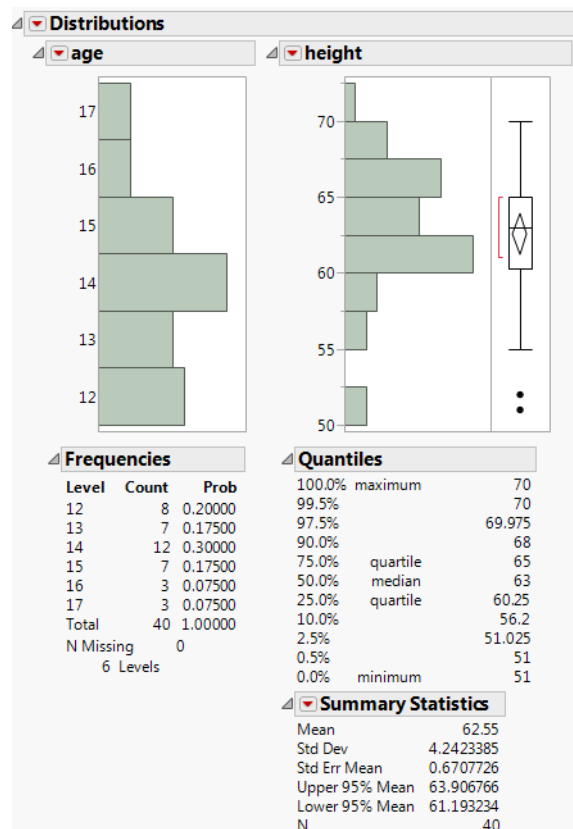 Distributions
age
17
16
15
14
13
12
Frequencies
Level Count Prob
12 8 0.20000
13 7 0.17500
14 12 0.30000
15 7 0.17500
16 3 0.07500
17 3 0.07500
Total 40 1.00000
N Missing 0
6 Levels
height
70
65
60
55
50
Quantiles
100.0% maximum 70
99.5% 70
97.5% 69.975
90.0% 68
75.0% quartile 65
50.0% median 63
25.0% quartile 60.25
10.0% 56.2
2.5% 51.025
0.5% 51
0.0% minimum 51
Summary Statistics
Mean 62.55
Std Dev 4.2423385
Std Err Mean 0.6707726
Upper 95% Mean 63.906766
Lower 95% Mean 61.193234
N 40